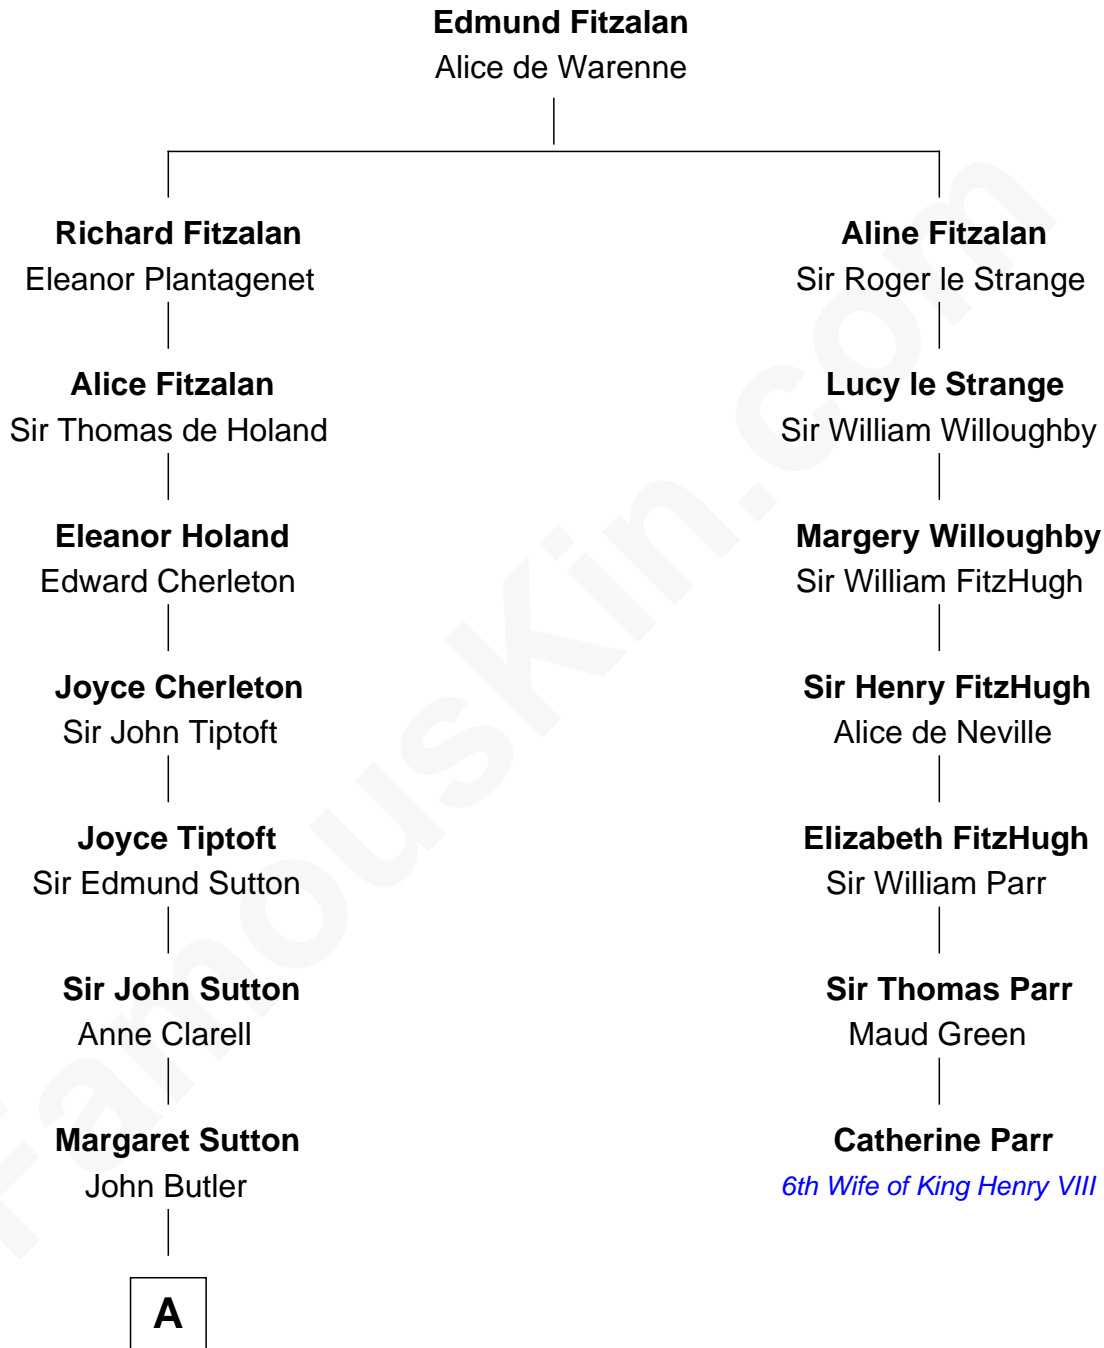 Edmund Fitzalan
Alice de Warenne
Richard Fitzalan
Eleanor Plantagenet
Aline Fitzalan
Sir Roger le Strange
Alice Fitzalan
Sir Thomas de Holand
Lucy le Strange
Sir William Willoughby
Eleanor Holand
Edward Cherleton
Margery Willoughby
Sir William FitzHugh
Joyce Cherleton
Sir John Tiptoft
Sir Henry FitzHugh
Alice de Neville
Joyce Tiptoft
Sir Edmund Sutton
Elizabeth FitzHugh
Sir William Parr
Sir John Sutton
Anne Clarell
Sir Thomas Parr
Maud Green
Margaret Sutton
John Butler
Catherine Parr
6th Wife of King Henry VIII
A
FamousKin.com